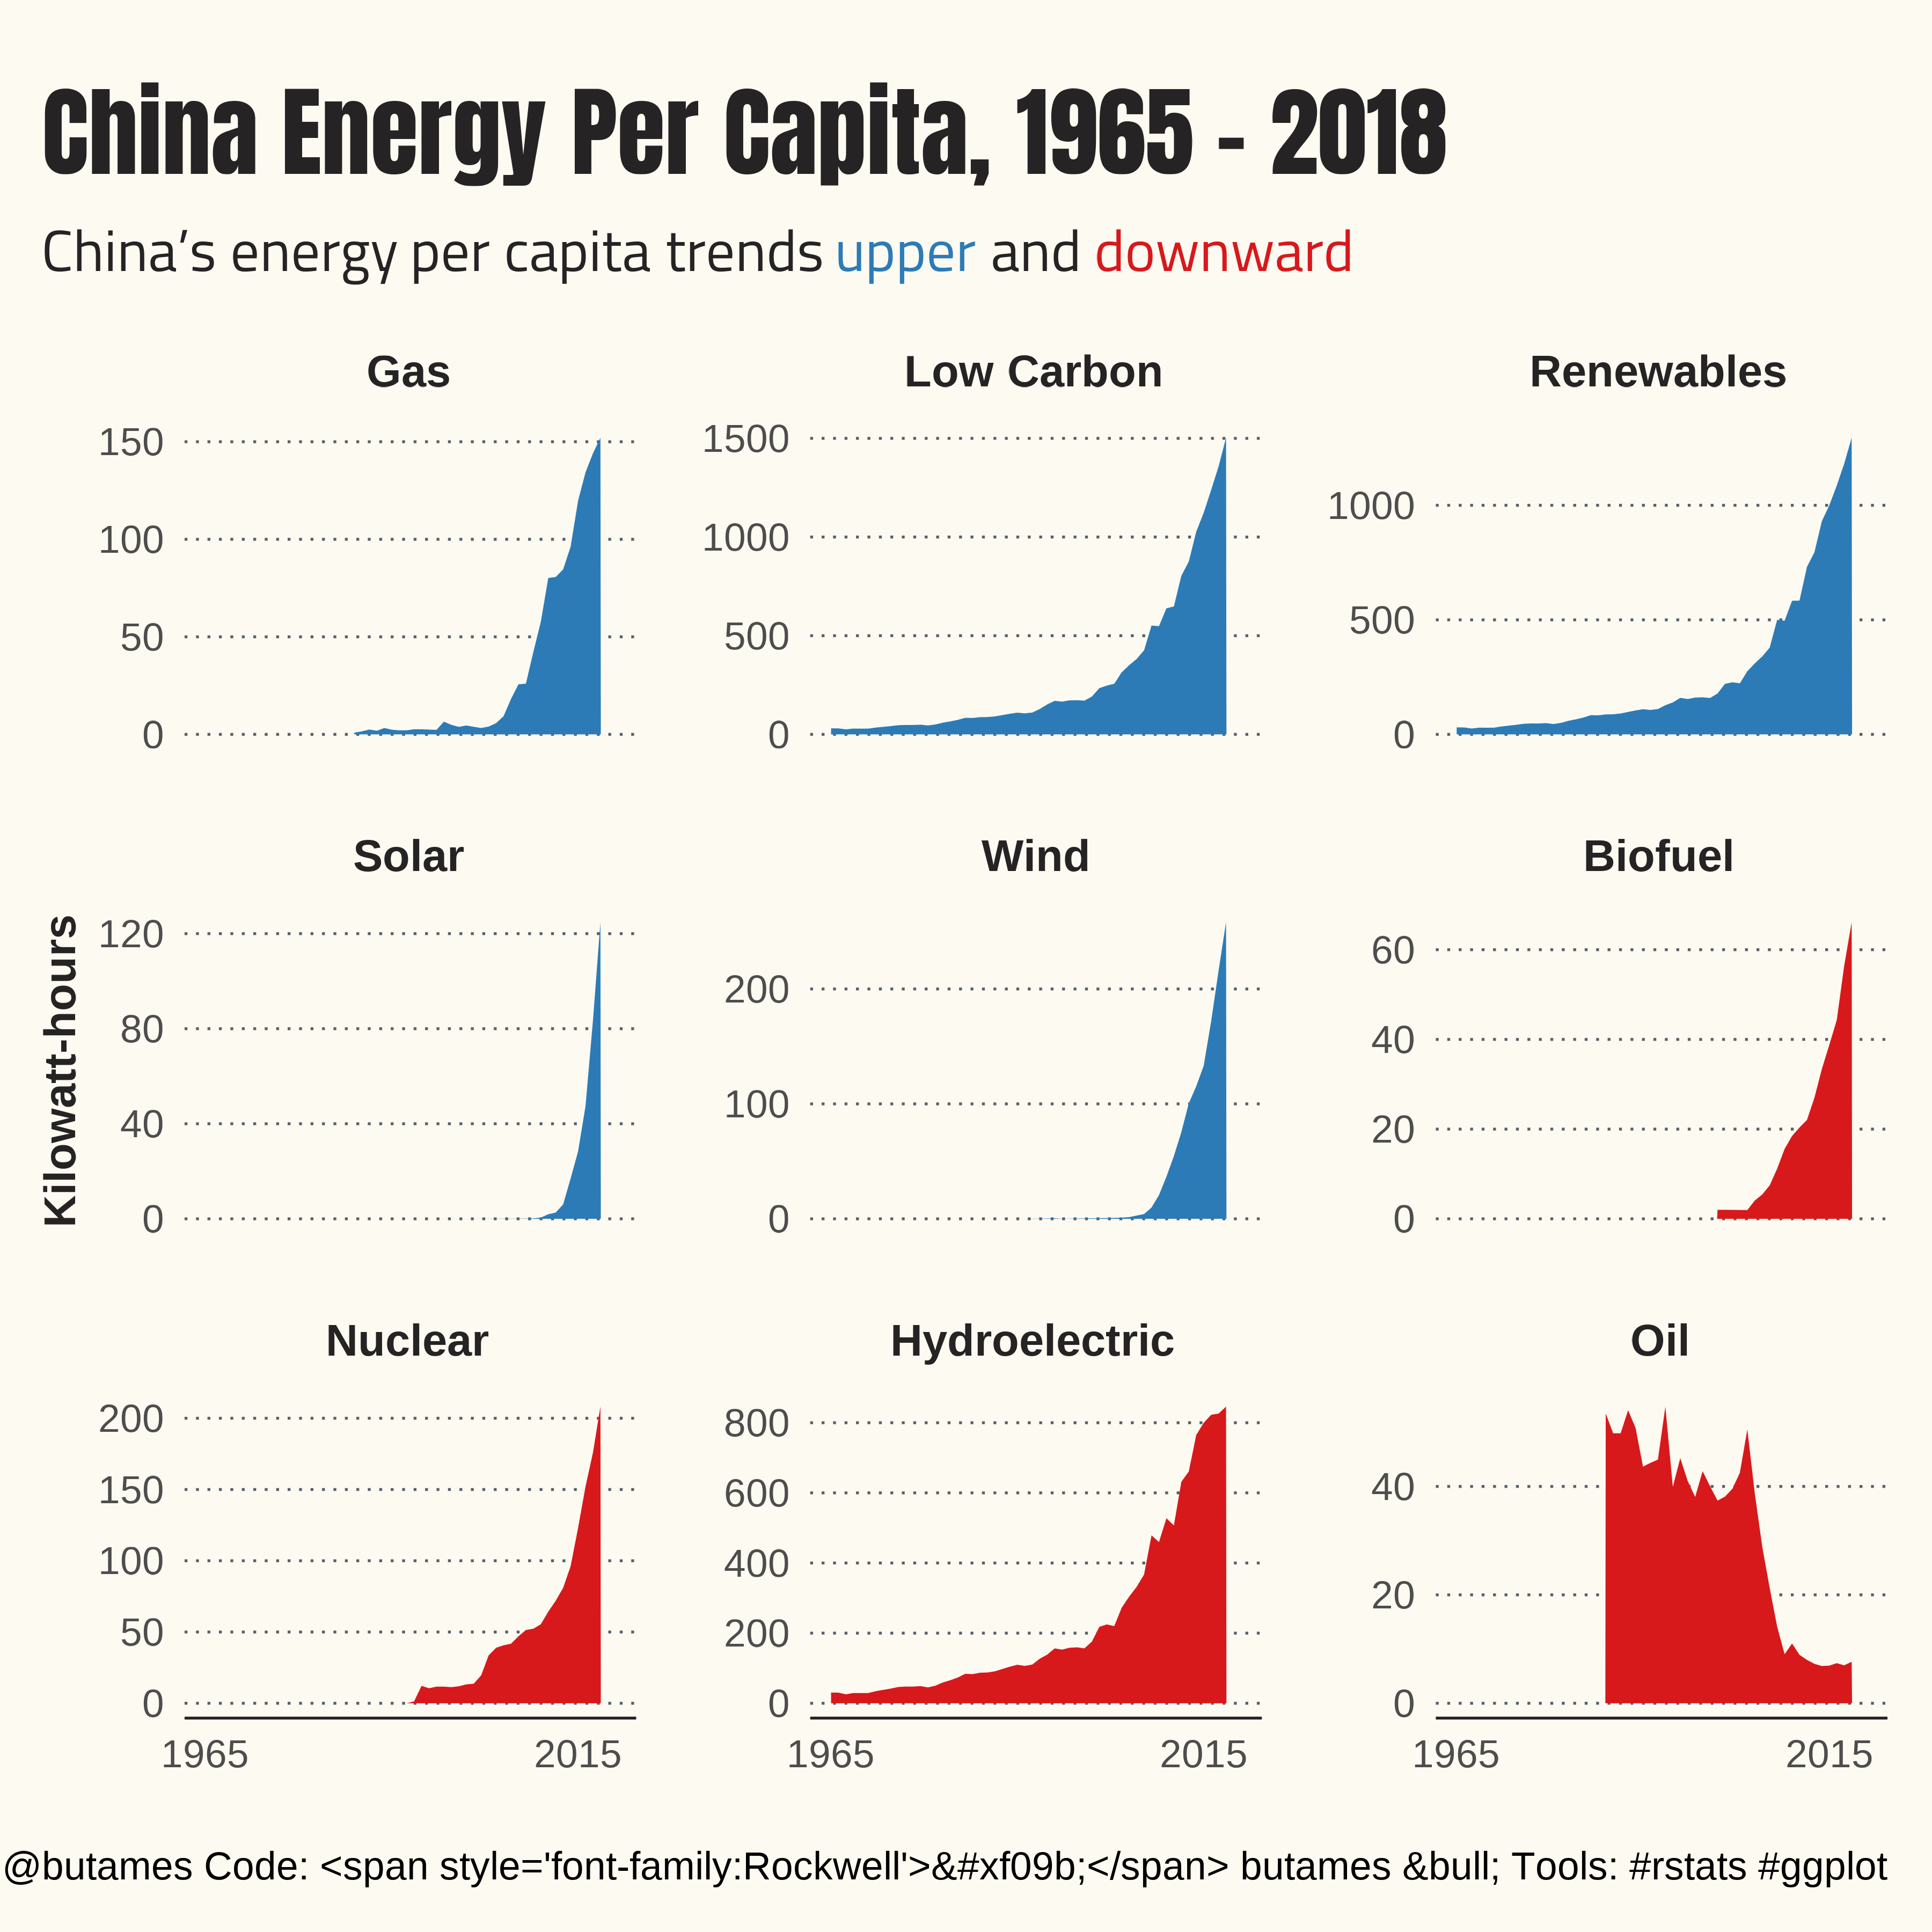 China Energy Per Capita, 1965 - 2018
China’s energy per capita trends upper and downward
Gas
Low Carbon
Renewables
150
100
50
0
1500
1000
500
0
1000
500
0
Kilowatt-hours
Solar
Wind
Biofuel
120
80
40
0
200
100
0
60
40
20
0
Nuclear
Hydroelectric
Oil
200
150
100
50
0
800
600
400
200
0
40
20
0
1965 2015
1965 2015
1965 2015
@butames Code: <span style='font-family:Rockwell'>&#xf09b;</span> butames &bull; Tools: #rstats #ggplot